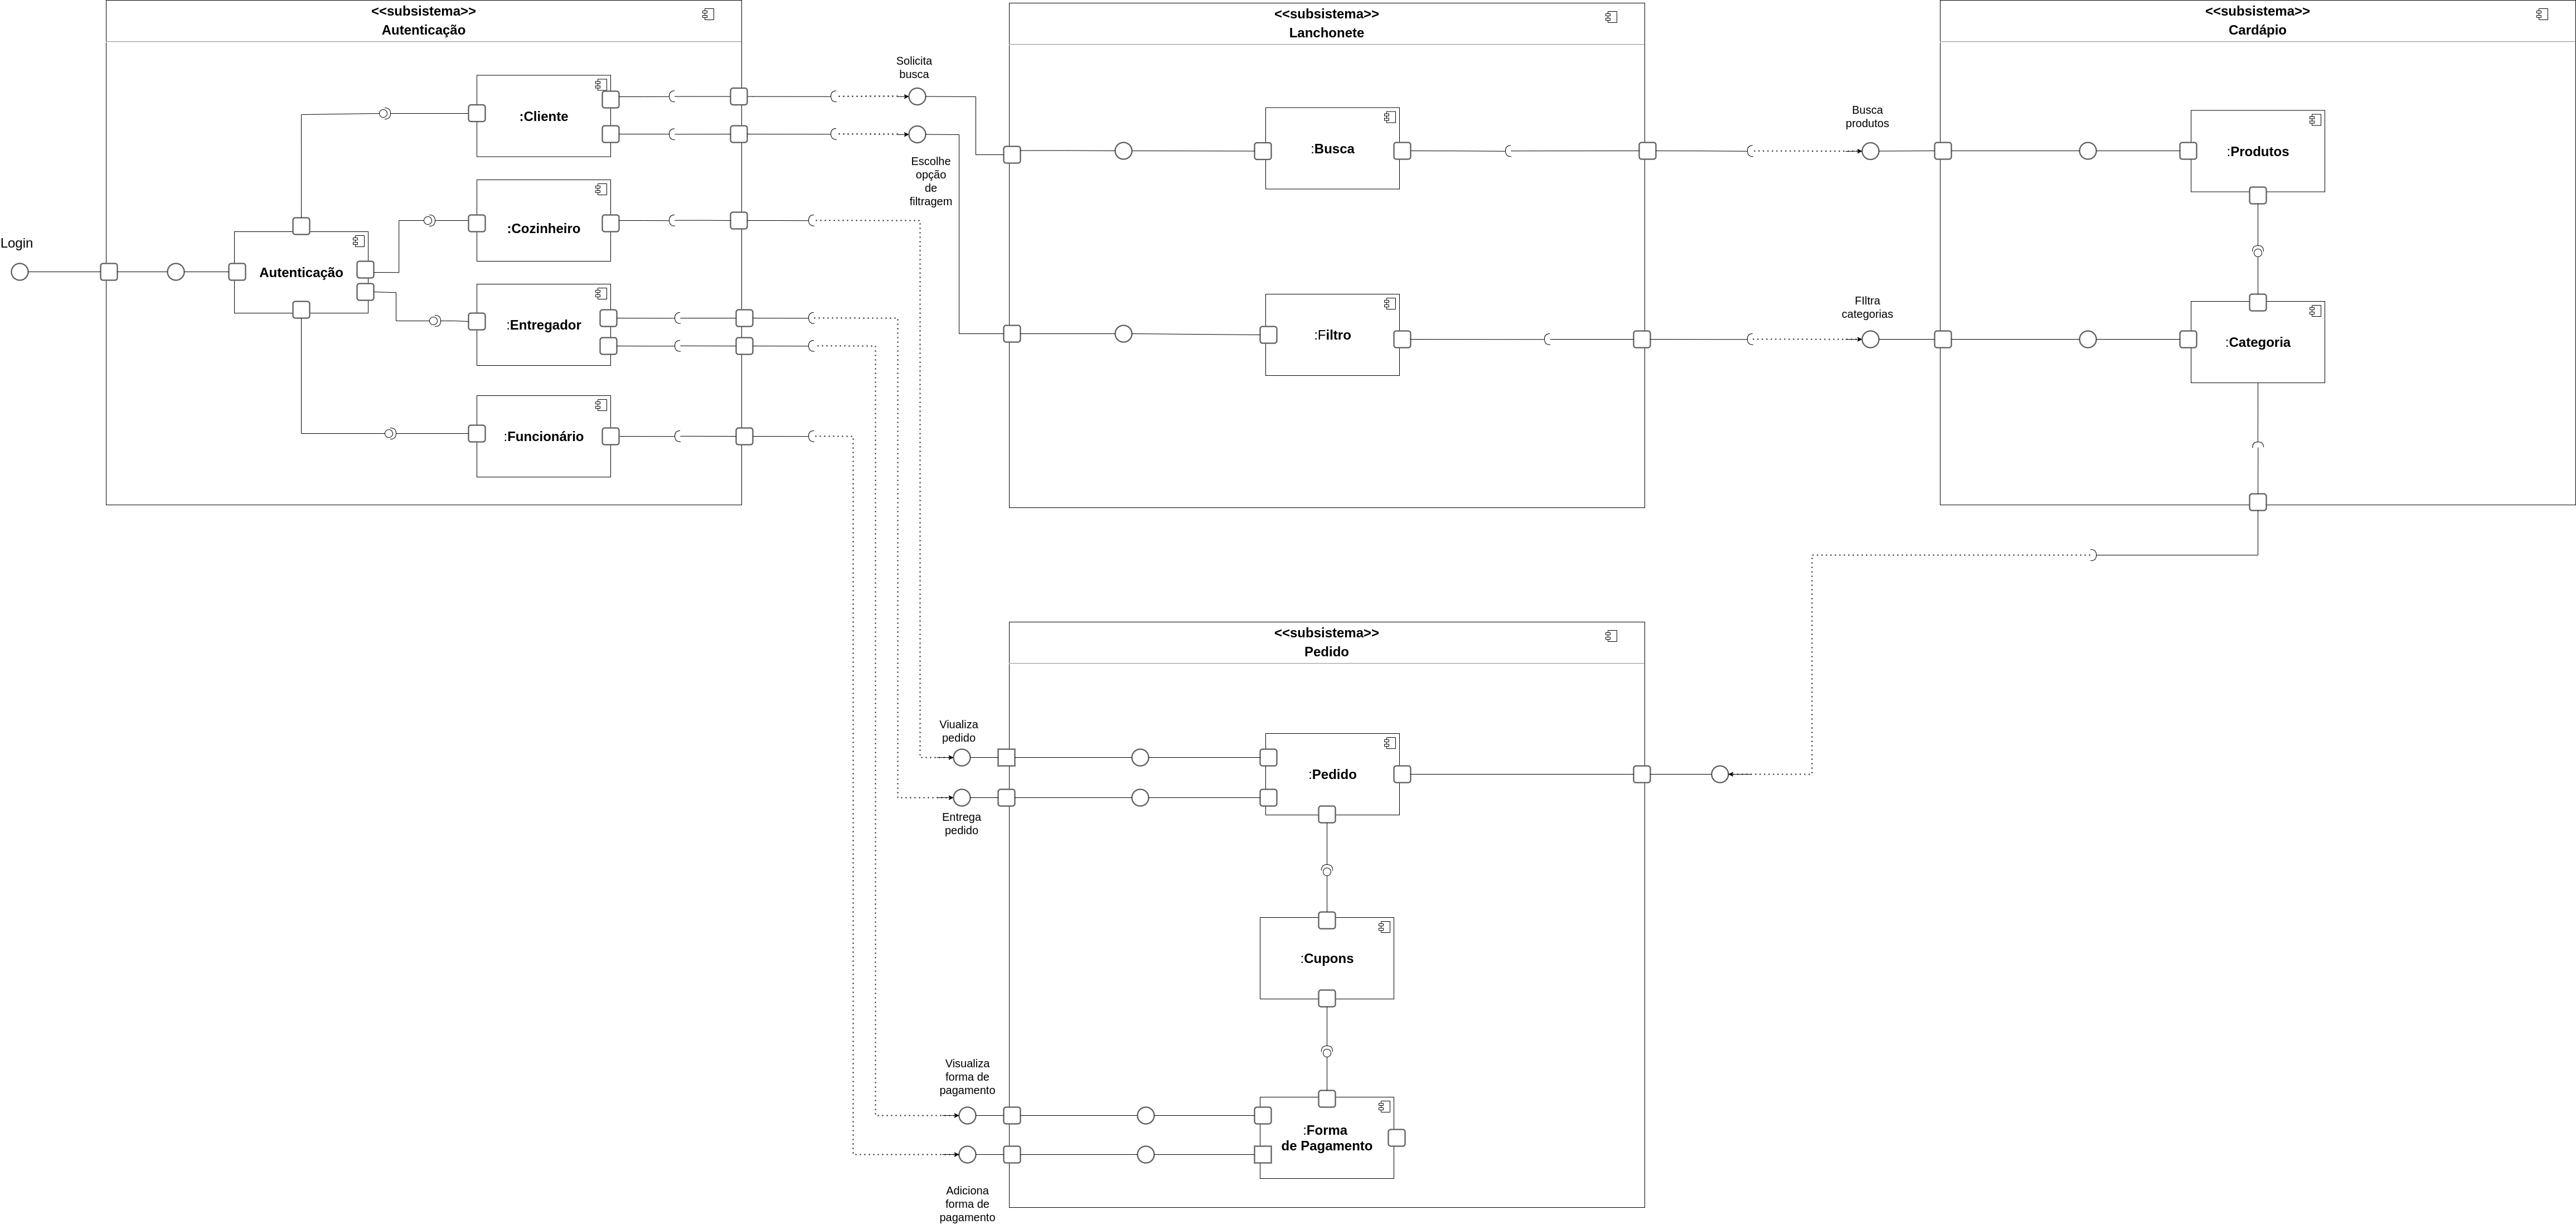 <<subsistema>>
Autenticação
:Cliente
:Cozinheiro
Login
Autenticação
:Entregador
:Funcionário
Solicita
busca
Escolhe
opção
de
filtragem
<<subsistema>>
Lanchonete
:Busca
:Filtro
Busca
produtos
FIltra
categorias
<<subsistema>>
Cardápio
:Produtos
:Categoria
<<subsistema>>
Pedido
Viualiza
pedido
:Pedido
Entrega
pedido
:Cupons
Visualiza
forma de
pagamento
:Forma
de Pagamento
Adiciona
forma de
pagamento